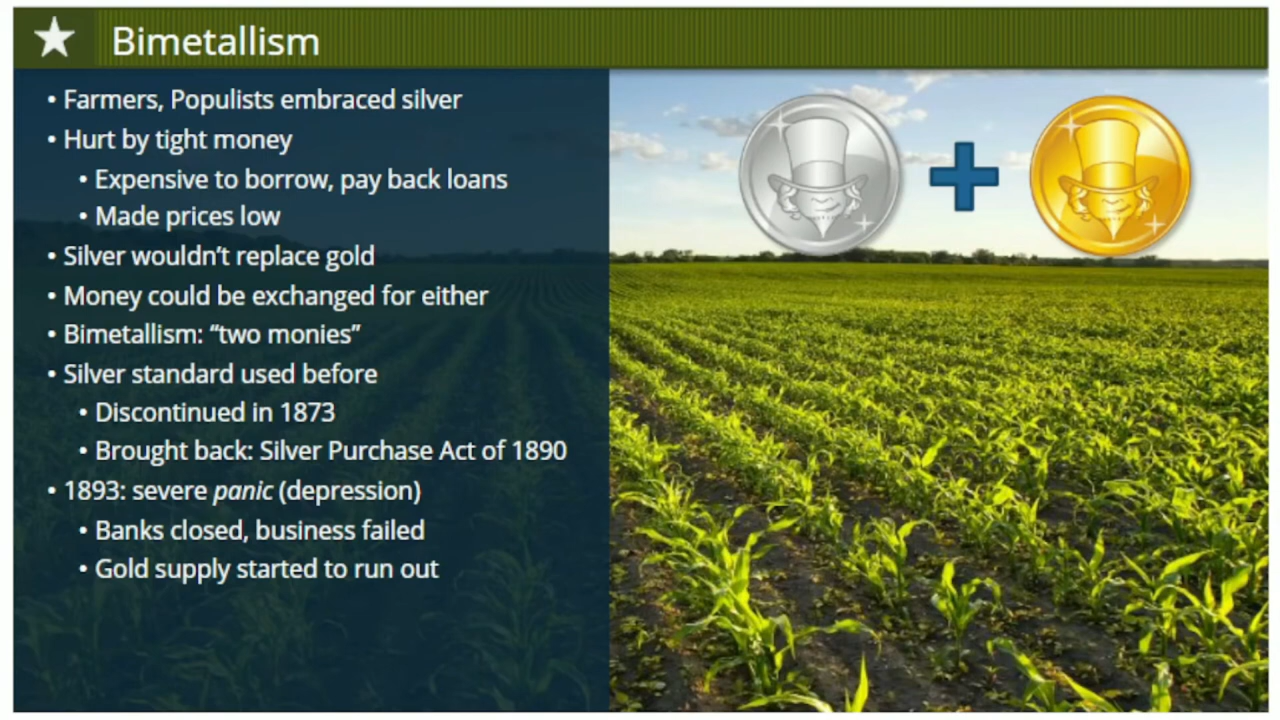 Bimetallism
• Farmers, Populists embraced silver
• Hurt by tight money
• Expensive to borrow, pay back loans
• Made prices low
• Silver wouldn’t replace gold
• Money could be exchanged for either
• Bimetallism: “two monies”
• Silver standard used before
• Discontinued in 1873
• Brought back: Silver Purchase Act of 1890
• 1893: severe panic (depression)
• Banks closed, business failed
• Gold supply started to run out